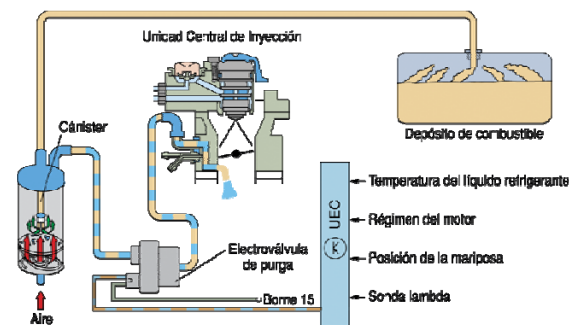 Unidad Central de Inyección
Cánister
Depósito de combustible
Temperatura del líquido refrigerante
UEC
Régimen del motor
Electroválvula
de purga
Posición de la mariposa
Borne 15
Sonda lambda
Aire